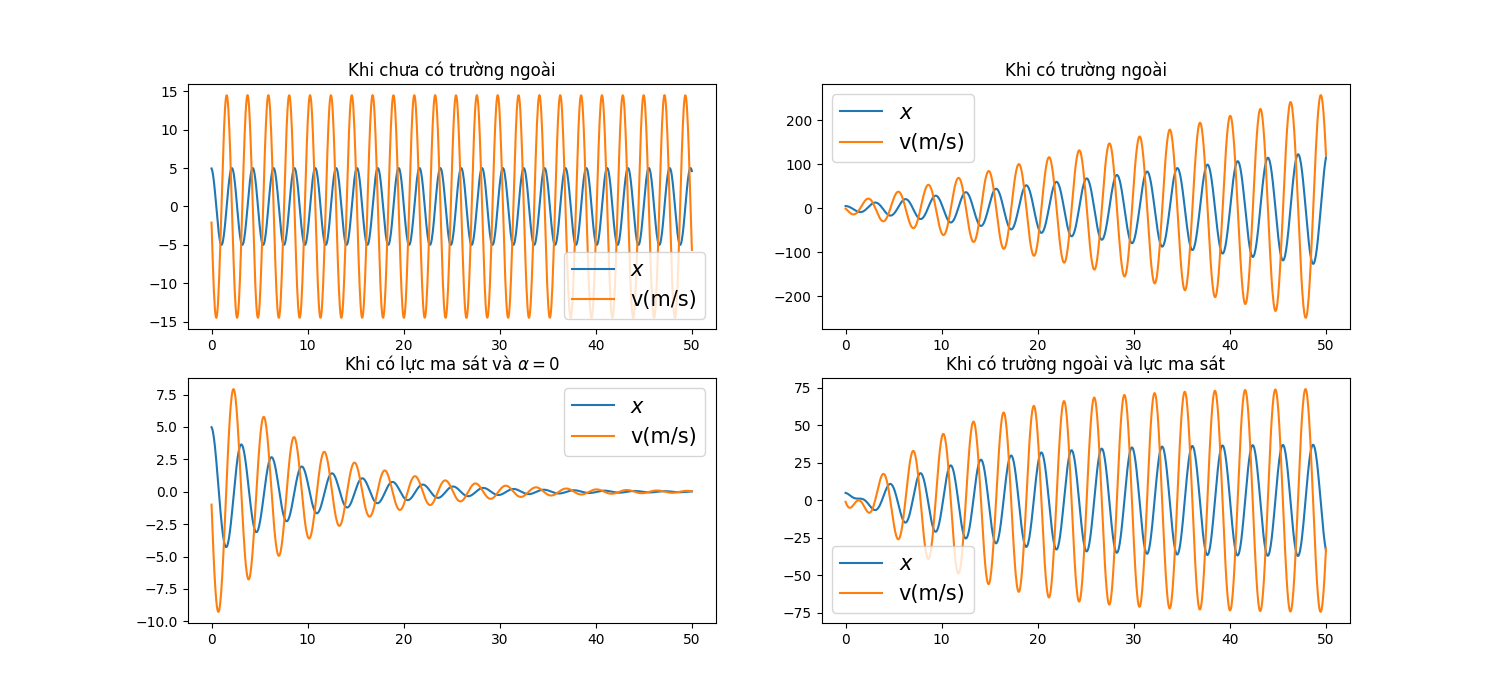 Khi chưa có trường ngoài
15
10
5
0
−5
−10
−15
x
v(m/s)
0 10 20 30 40 50
Khi có trường ngoài
x
v(m/s)
200
100
0
−100
−200
0 10 20 30 40 50
Khi có lực ma sát và α = 0
7.5
5.0
2.5
0.0
−2.5
−5.0
−7.5
−10.0
x
v(m/s)
0 10 20 30 40 50
Khi có trường ngoài và lực ma sát
75
50
25
0
−25
−50
−75
x
v(m/s)
0 10 20 30 40 50